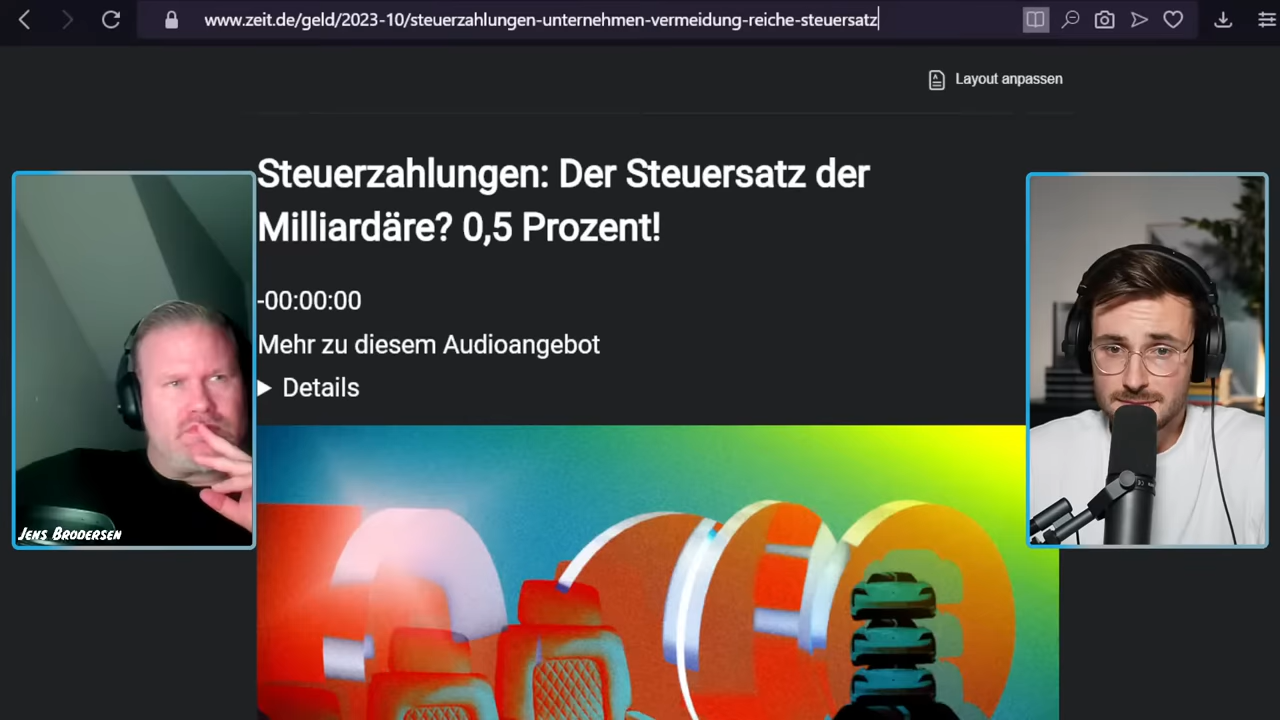 www.zeit.de/geld/2023-10/steuerzahlungen-unternehmen-vermeidung-reiche-steuersatz
Layout anpassen
Steuerzahlungen: Der Steuersatz der
Milliardäre? 0,5 Prozent!
-00:00:00
Mehr zu diesem Audioangebot
Details
Jens Brodersen